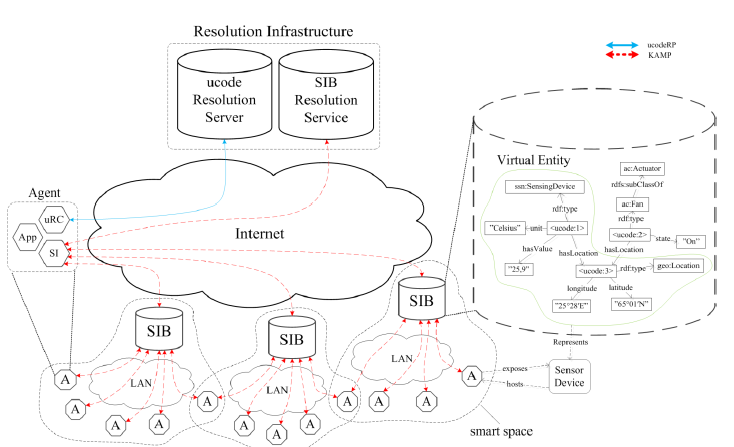 Resolution Infrastructure
ucodeRP
KAMP
ucode
Resolution
Server
SIB
Resolution
Service
Agent
uRC
App
SI
Internet
Virtual Entity
ac:Actuator
rdfs:subClassOf
ssn:SensingDevice
ac:Fan
rdf:type
rdf:type
"Celsius"
unit
<ucode:1>
<ucode:2>
state
"On"
hasValue
hasLocation
hasLocation
"25,9"
<ucode:3>
rdf:type
geo:Location
longitude
latitude
"25°28'E"
"65°01'N"
Represents
SIB
SIB
SIB
LAN
LAN
LAN
A
A
A
A
A
A
A
A
A
A
A
A
A
exposes
hosts
Sensor
Device
smart space